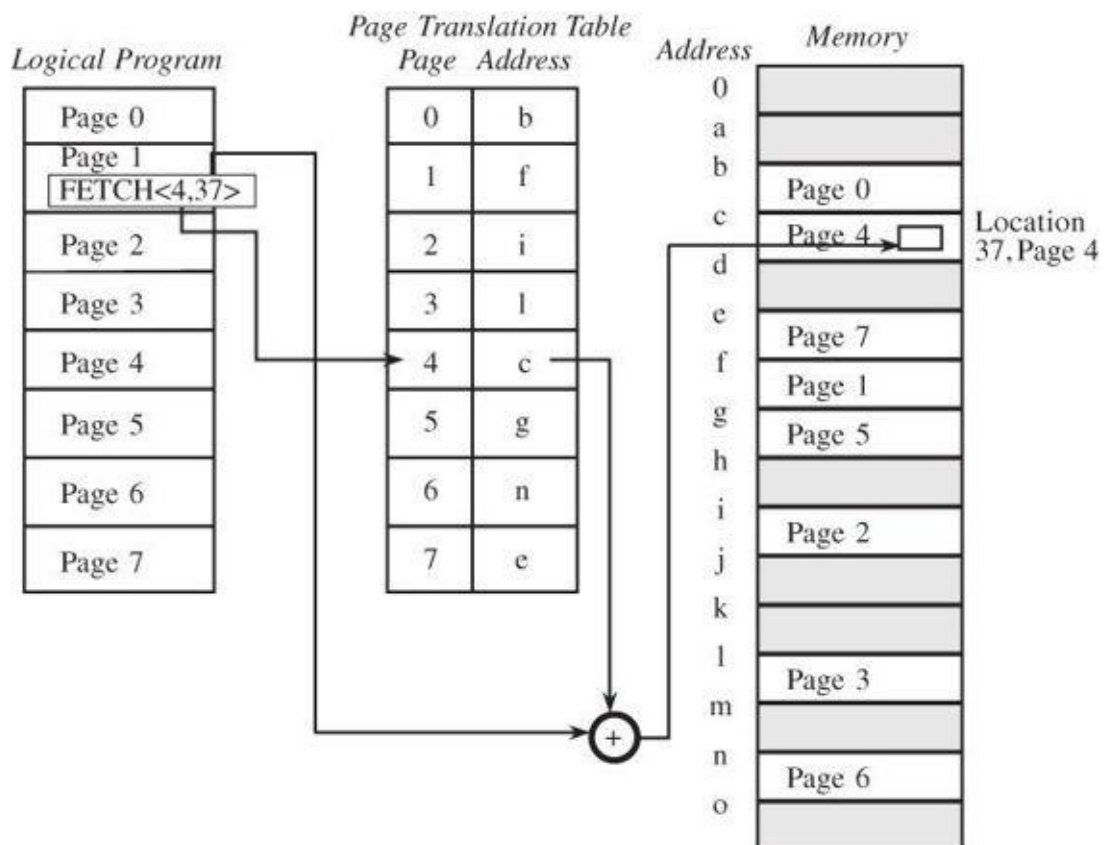 Logical Program
Page 0
Page 1
FETCH<4,37>
Page 2
Page 3
Page 4
Page 5
Page 6
Page 7
Page Translation Table
Page Address
0 b
1 f
2 i
3 l
4 c
5 g
6 n
7 e
+
Address
0
a
b
c
d
e
f
g
h
i
j
k
l
m
n
o
Memory
Page 0
Page 4
Page 7
Page 1
Page 5
Page 2
Page 3
Page 6
Location
37, Page 4